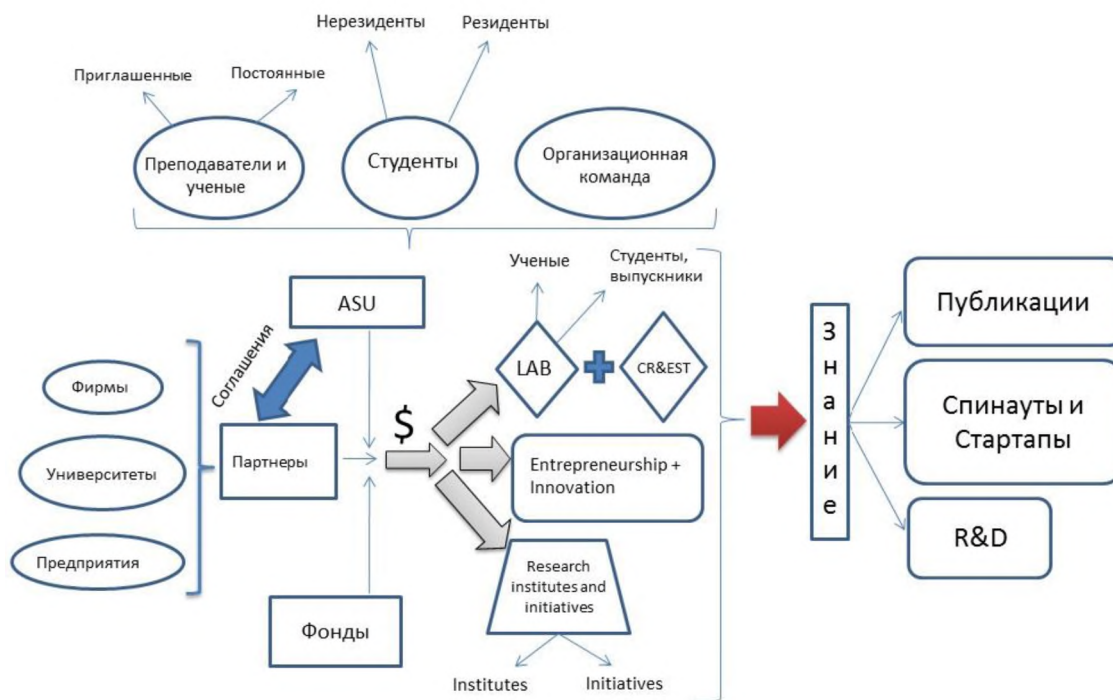 Нерезиденты
Резиденты
Приглашенные
Постоянные
Преподаватели и
ученые
Студенты
Организационная
команда
Ученые
Студенты,
выпускники
ASU
Соглашения
LAB
CR&EST
Фирмы
Университеты
Предприятия
Партнеры
$
Entrepreneurship +
Innovation
Research
institutes and
initiatives
Фонды
Institutes
Initiatives
Знание
Публикации
Спинауты и
Стартапы
R&D